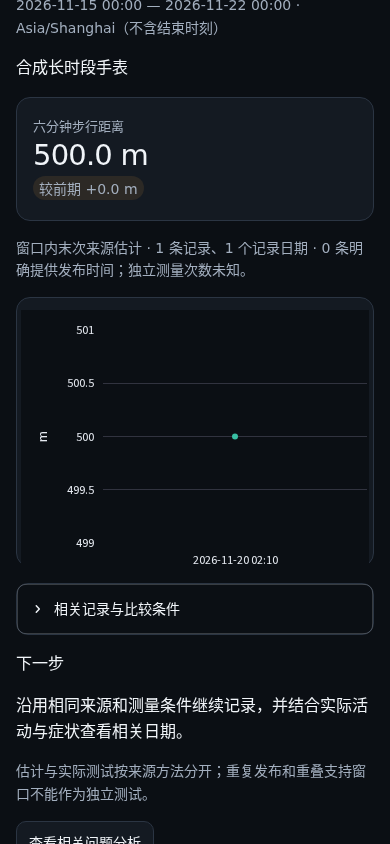 2026-11-15 00:00 — 2026-11-22 00:00 ·
Asia/Shanghai（不含结束时刻）
合成长时段手表
六分钟步行距离
500.0 m
较前期 +0.0 m
窗口内末次来源估计 · 1 条记录、1 个记录日期 · 0 条明
确提供发布时间；独立测量次数未知。
501
500.5
500
499.5
499
m
2026-11-20 02:10
相关记录与比较条件
下一步
沿用相同来源和测量条件继续记录，并结合实际活
动与症状查看相关日期。
估计与实际测试按来源方法分开；重复发布和重叠支持窗
口不能作为独立测试。
查看相关问题分析